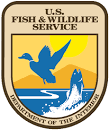 U.S.
FISH & WILDLIFE
SERVICE
DEPARTMENT OF THE INTERIOR